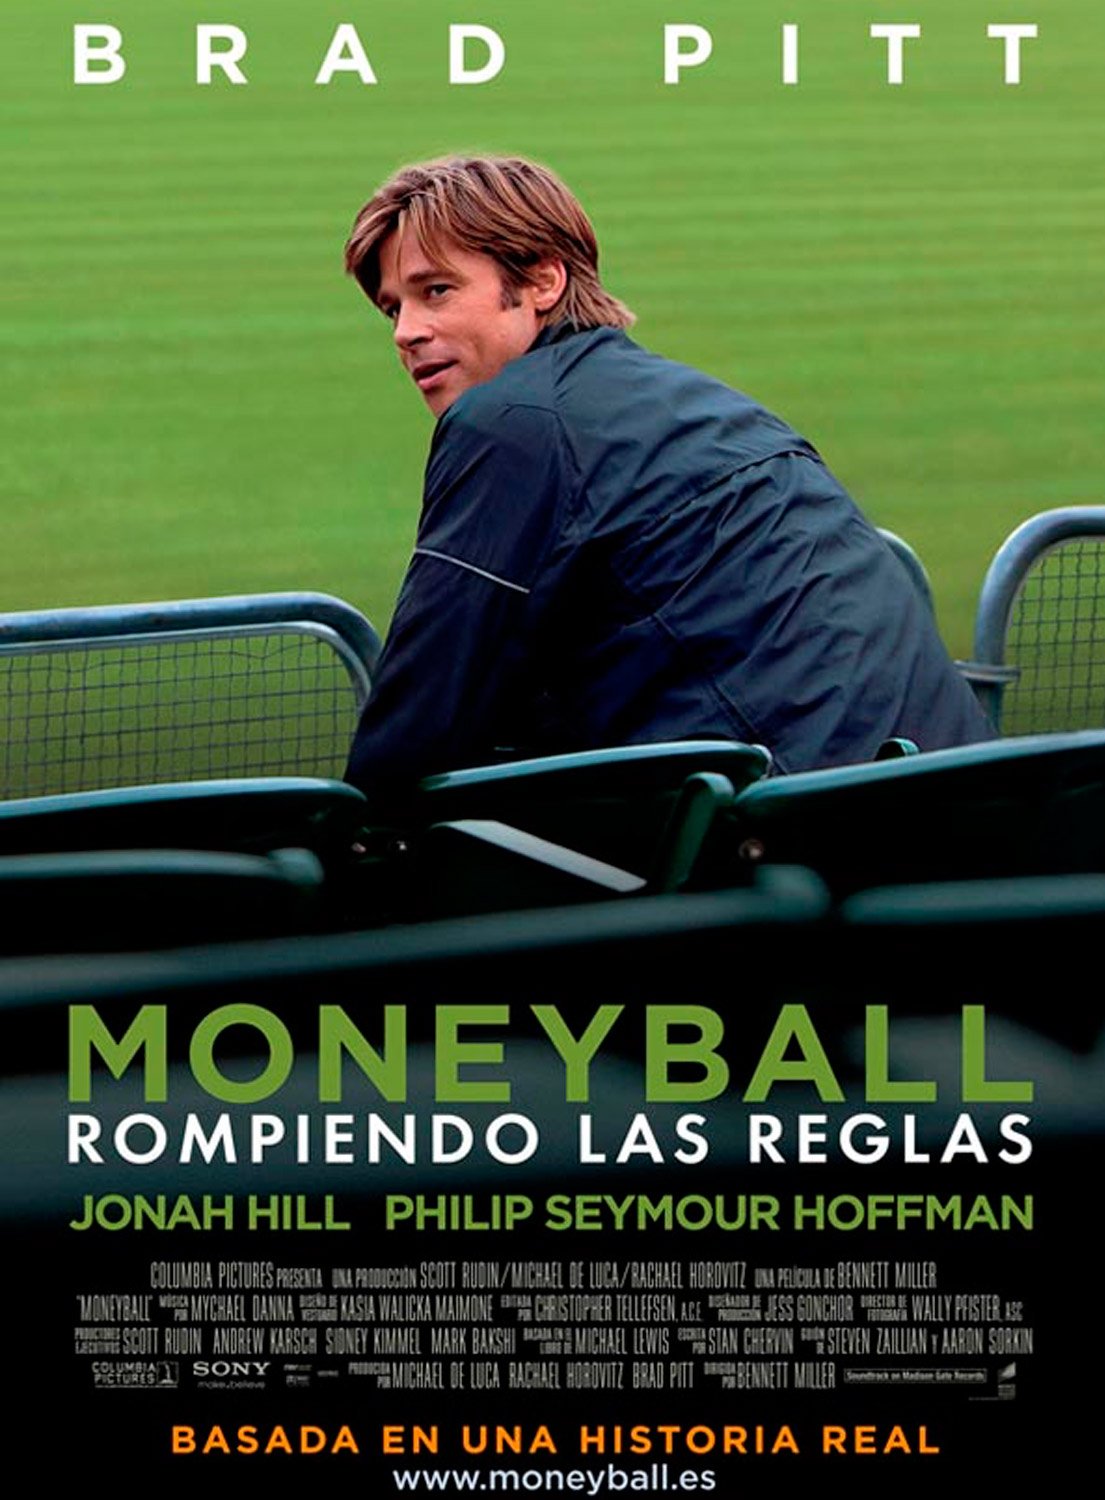 BRAD PITT
MONEYBALL
ROMPIENDO LAS REGLAS
JONAH HILL PHILIP SEYMOUR HOFFMAN
COLUMBIA PICTURES PRESENTA UNA PRODUCCIÓN SCOTT RUDIN/MICHAEL DE LUCA/RACHAEL HOROVITZ UNA PELÍCULA DE BENNETT MILLER
"MONEYBALL" MÚSICA POR MYCHAEL DANNA DISEÑO DE VESTUARIO KASIA WALICKA MAIMONE EDITADA POR CHRISTOPHER TELLEFSEN, A.C.E. DISEÑADOR DE PRODUCCIÓN JESS GONCHOR DIRECTOR DE FOTOGRAFÍA WALLY PFISTER, ASC
PRODUCTORES EJECUTIVOS SCOTT RUDIN ANDREW KARSCH SIDNEY KIMMEL MARK BAKSHI BASADA EN EL LIBRO DE MICHAEL LEWIS ESCRITA POR STAN CHERVIN GUIÓN DE STEVEN ZAILLIAN Y AARON SORKIN
COLUMBIA PICTURES SONY make.believe PRODUCIDA POR MICHAEL DE LUCA RACHAEL HOROVITZ BRAD PITT DIRIGIDA POR BENNETT MILLER Soundtrack on Madison Gate Records
BASADA EN UNA HISTORIA REAL
www.moneyball.es